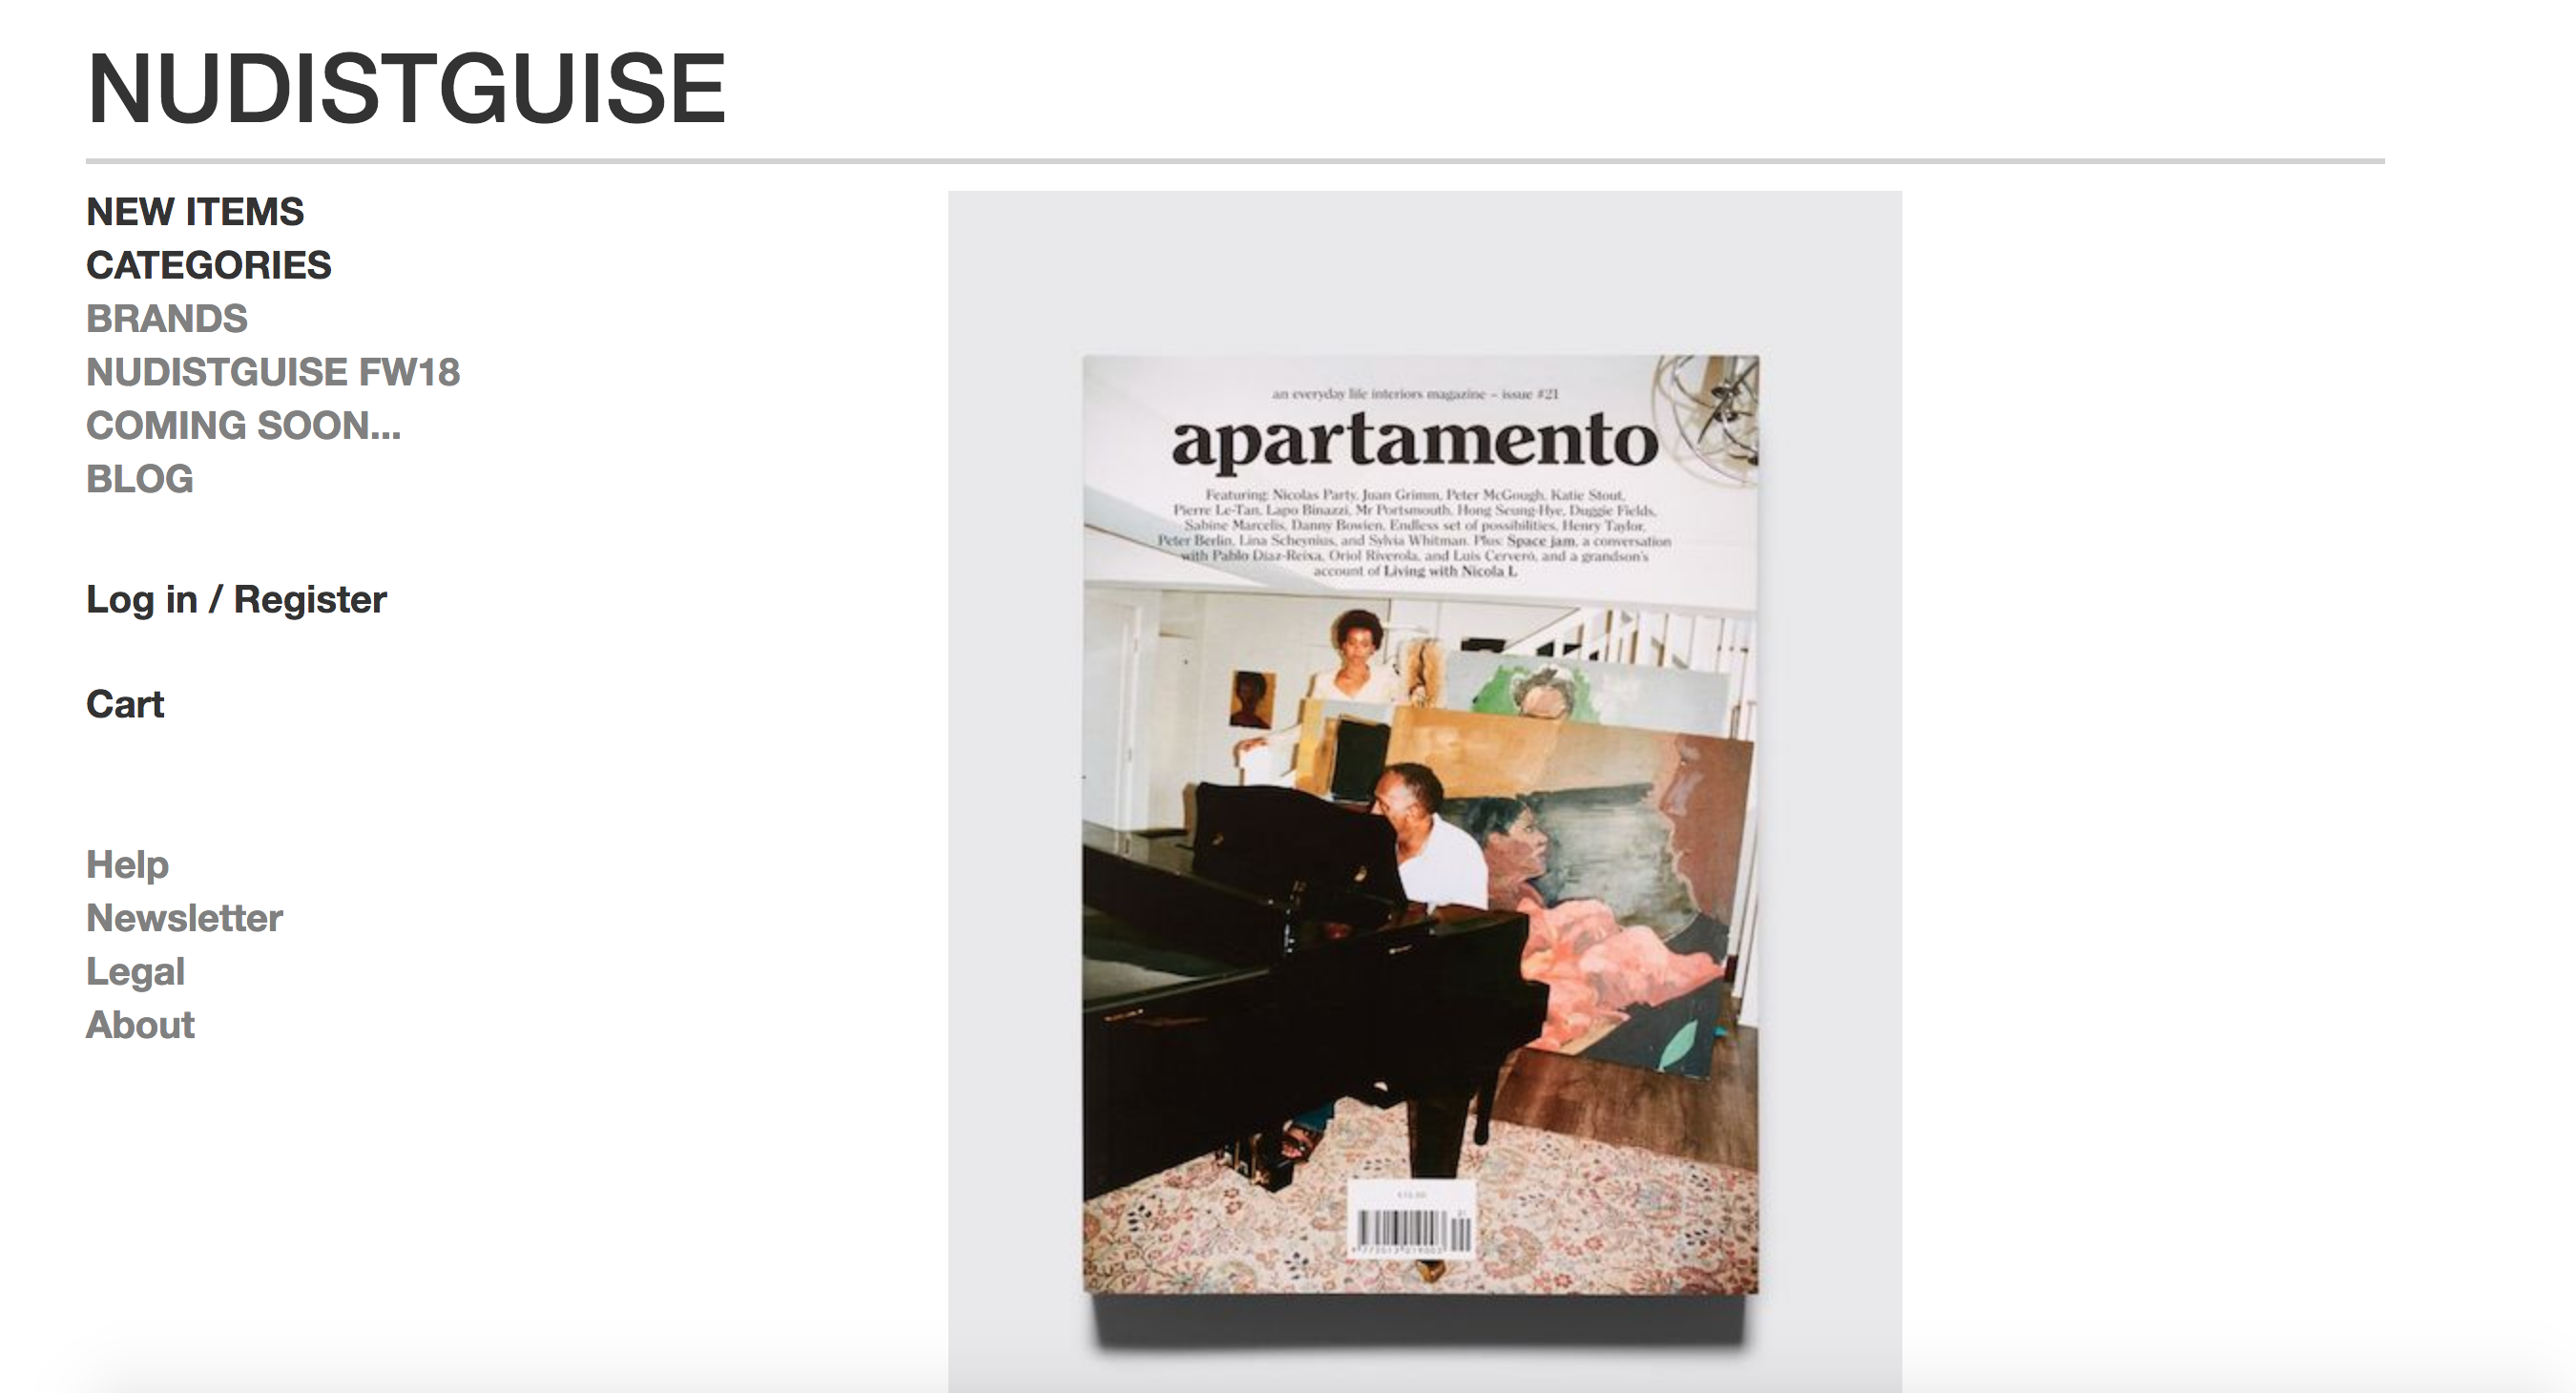 NUDISTGUISE
NEW ITEMS
CATEGORIES
BRANDS
NUDISTGUISE FW18
COMING SOON...
BLOG
Log in / Register
Cart
Help
Newsletter
Legal
About
an everyday life interiors magazine – issue #21
apartamento
Featuring: Nicolas Party, Juan Grimm, Peter McGough, Katie Stout,
Pierre Le-Tan, Lapo Binazzi, Mr Portsmouth, Hong Seung-Hye, Duggie Fields,
Sabine Marcelis, Danny Bowien, Endless set of possibilities, Henry Taylor,
Peter Berlin, Lina Scheynius, and Sylvia Whitman. Plus: Space jam, a conversation
with Pablo Díaz-Reixa, Oriol Riverola, and Luis Cerveró, and a grandson's
account of Living with Nicola L